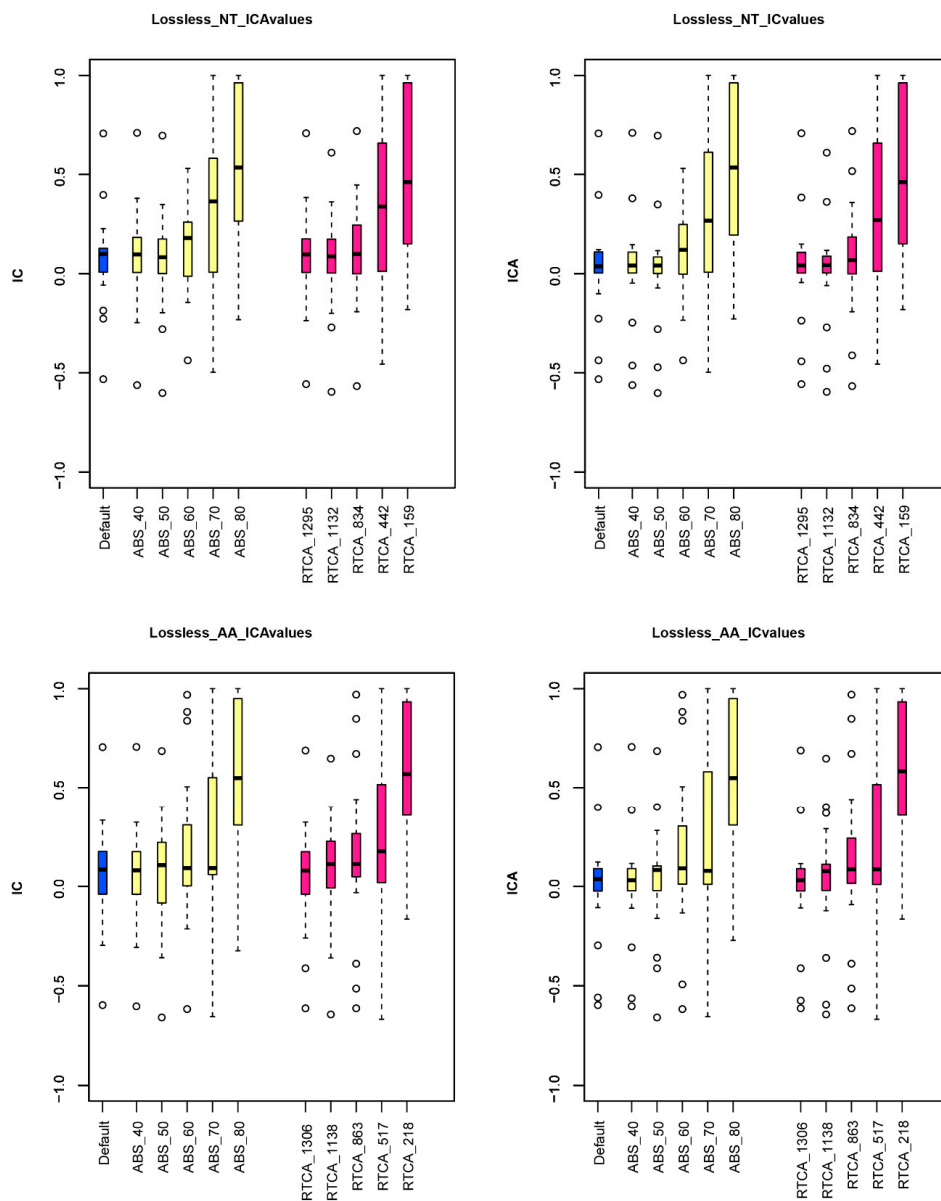 Lossless_NT_ICAvalues
IC
1.0
0.5
0.0
−0.5
−1.0
Default
ABS_40
ABS_50
ABS_60
ABS_70
ABS_80
RTCA_1295
RTCA_1132
RTCA_834
RTCA_442
RTCA_159
Lossless_NT_ICvalues
ICA
1.0
0.5
0.0
−0.5
−1.0
Default
ABS_40
ABS_50
ABS_60
ABS_70
ABS_80
RTCA_1295
RTCA_1132
RTCA_834
RTCA_442
RTCA_159
Lossless_AA_ICAvalues
IC
1.0
0.5
0.0
−0.5
−1.0
Default
ABS_40
ABS_50
ABS_60
ABS_70
ABS_80
RTCA_1306
RTCA_1138
RTCA_863
RTCA_517
RTCA_218
Lossless_AA_ICvalues
ICA
1.0
0.5
0.0
−0.5
−1.0
Default
ABS_40
ABS_50
ABS_60
ABS_70
ABS_80
RTCA_1306
RTCA_1138
RTCA_863
RTCA_517
RTCA_218